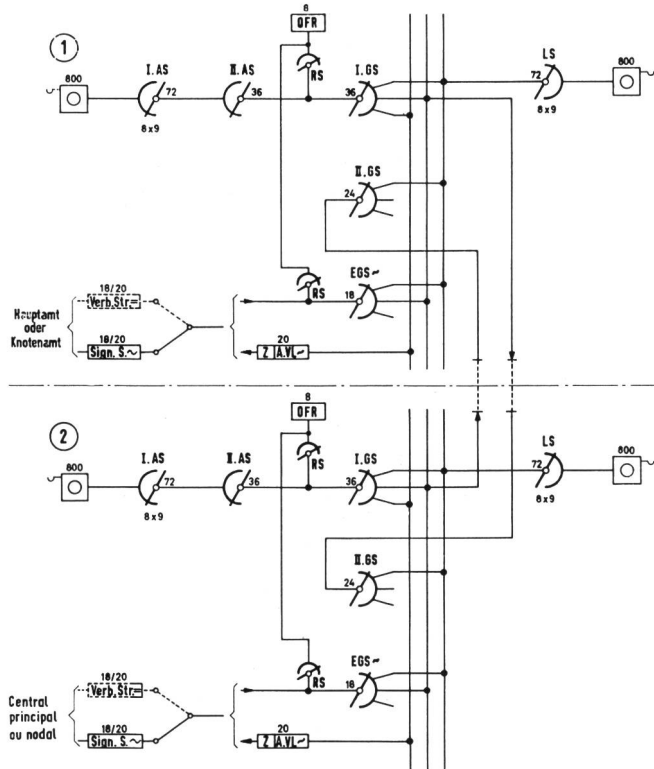 1
8
OFR
RS
I.AS
72
8x9
II.AS
36
I.GS
36
LS
72
8x9
800
800
II.GS
24
18/20
Verb.Str=
Hauptamt
oder
Knotenamt
18/20
Sign. S.~
RS
EGS~
18
20
Z A.VL~
2
8
OFR
RS
I.AS
72
8x9
II.AS
36
I.GS
36
LS
72
8x9
800
800
II.GS
24
18/20
Verb.Str=
Central
principal
ou nodal
18/20
Sign. S.~
RS
EGS~
18
20
Z A.VL~